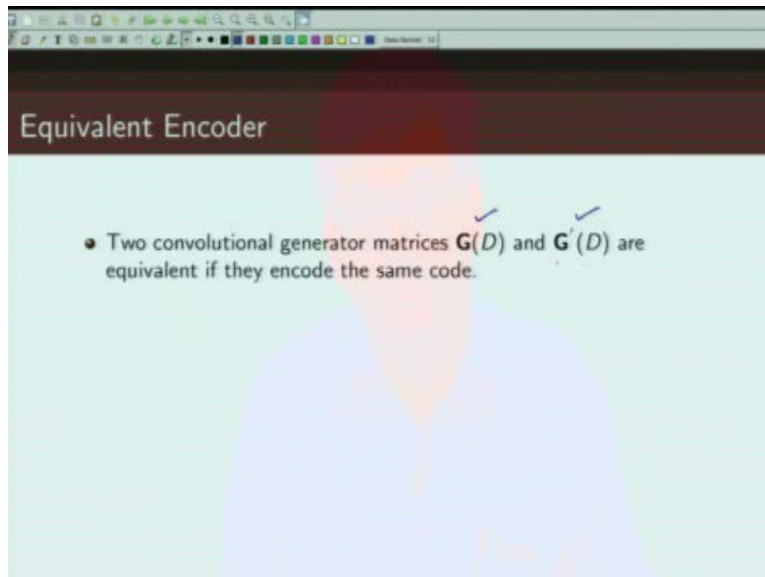 Equivalent Encoder
Two convolutional generator matrices G(D) and G′(D) are
equivalent if they encode the same code.